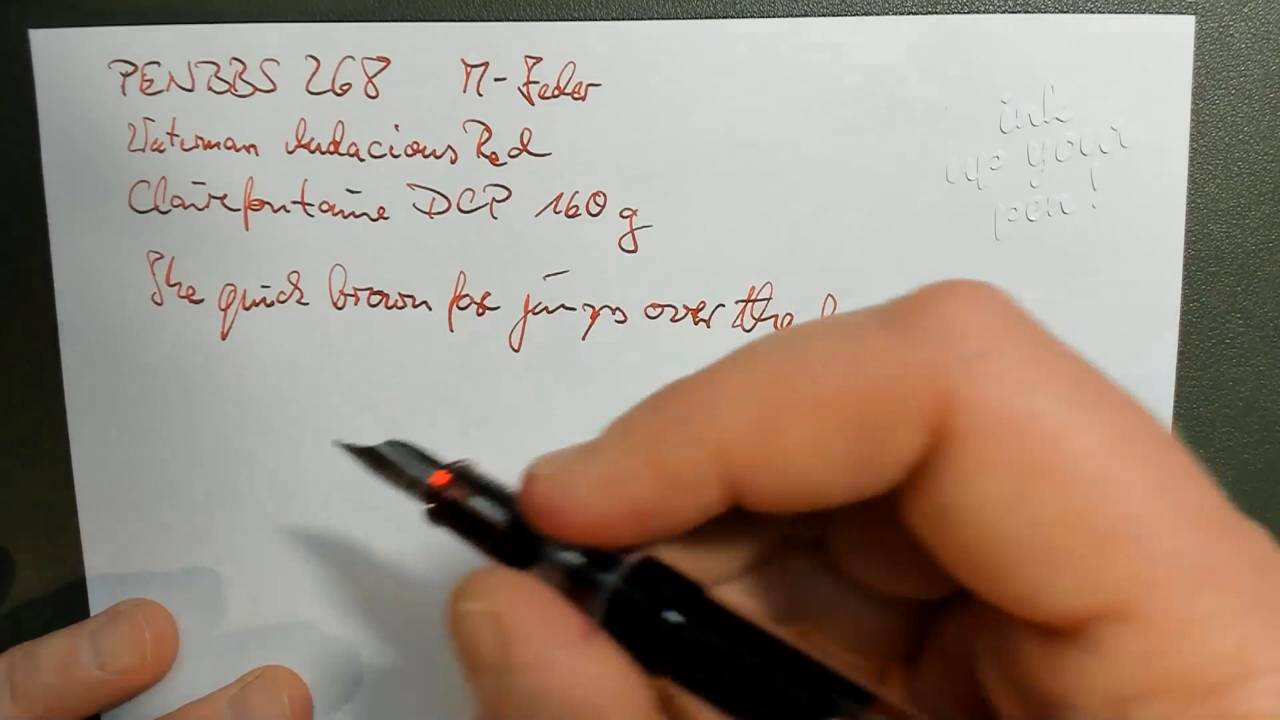 PENBBS 268 M-Feder
Waterman Audacious Red
Clairefontaine DCP 160 g
The quick brown fox jumps over the
ink
up your
pen!